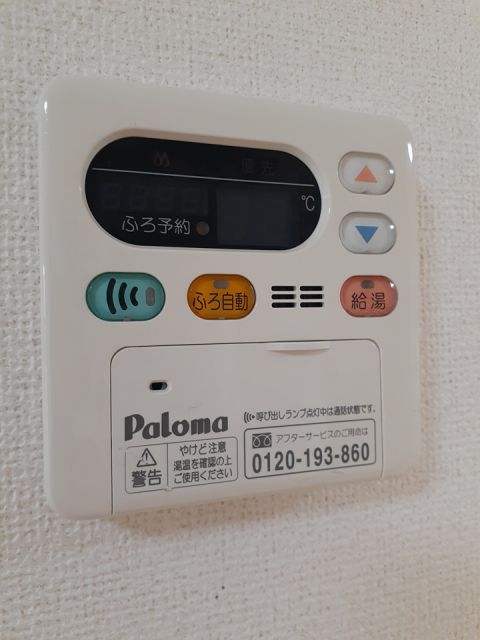 優先
℃
ふろ予約
ふろ自動
給湯
Paloma
呼び出しランプ点灯中は通話状態です。
警告
やけど注意
湯温を確認の上
ご使用ください
アフターサービスのご用命は
0120-193-860